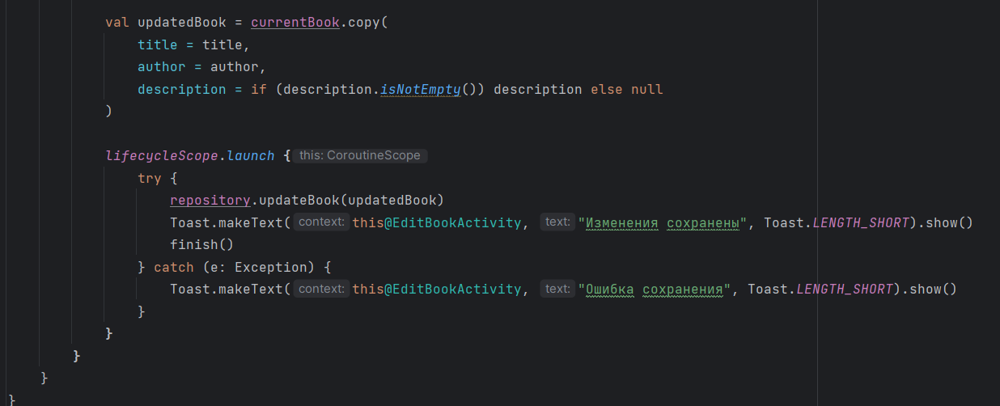 val updatedBook = currentBook.copy(
title = title,
author = author,
description = if (description.isNotEmpty()) description else null
)
lifecycleScope.launch { this: CoroutineScope
try {
repository.updateBook(updatedBook)
Toast.makeText( context: this@EditBookActivity, text: "Изменения сохранены", Toast.LENGTH_SHORT).show()
finish()
} catch (e: Exception) {
Toast.makeText( context: this@EditBookActivity, text: "Ошибка сохранения", Toast.LENGTH_SHORT).show()
}
}
}
}
}